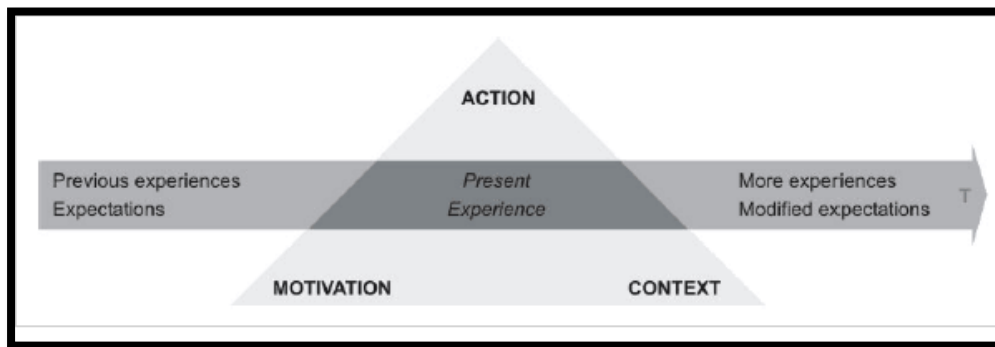 ACTION
Previous experiences
Expectations
Present
Experience
More experiences
Modified expectations
T
MOTIVATION
CONTEXT